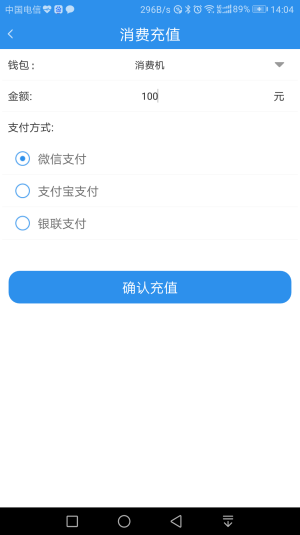 中国电信 296B/s 89% 14:04
消费充值
钱包: 消费机
金额: 100 元
支付方式:
微信支付
支付宝支付
银联支付
确认充值